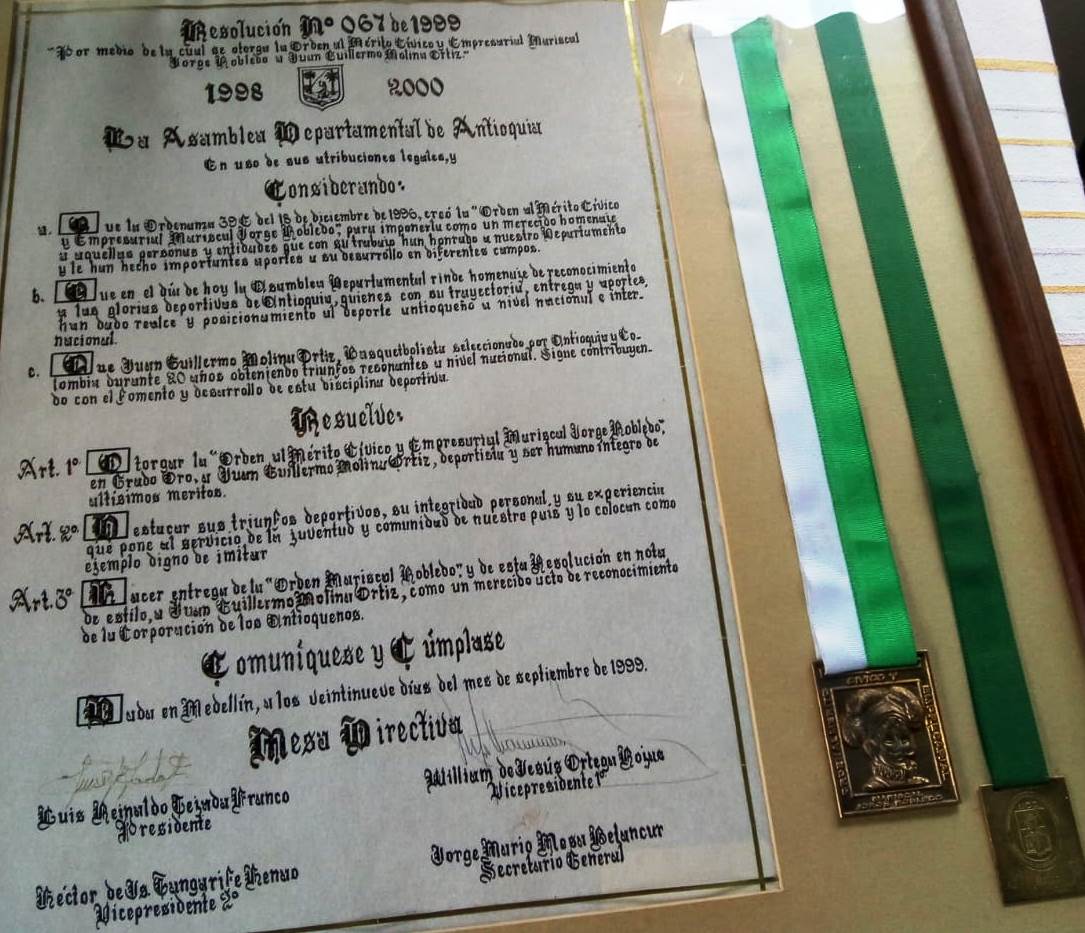 Resolución Nº 067 de 1999
"Por medio de la cual se otorga la Orden al Mérito Cívico y Empresarial Mariscal
Jorge Robledo a Juan Guillermo Molina Ortiz."
1998 2000
La Asamblea Departamental de Antioquia
En uso de sus atribuciones legales, y
Considerando:
a. Que la Ordenanza 39E del 18 de diciembre de 1996, creó la "Orden al Mérito Cívico
y Empresarial Mariscal Jorge Robledo", para imponerla como un merecido homenaje
a aquellas personas y entidades que con su trabajo han honrado a nuestro Departamento
y le han hecho importantes aportes a su desarrollo en diferentes campos.
b. Que en el día de hoy la Asamblea Departamental rinde homenaje de reconocimiento
a las glorias deportivas de Antioquia, quienes con su trayectoria, entrega y aportes,
han dado realce y posicionamiento al deporte antioqueño a nivel nacional e inter-
nacional.
c. Que Juan Guillermo Molina Ortiz, Basquetbolista seleccionado por Antioquia y Co-
lombia durante 20 años obteniendo triunfos resonantes a nivel nacional. Sigue contribuyen-
do con el fomento y desarrollo de esta disciplina deportiva.
Resuelve:
Art. 1º Otorgar la "Orden al Mérito Cívico y Empresarial Mariscal Jorge Robledo",
en Grado Oro, a Juan Guillermo Molina Ortiz, deportista y ser humano integro de
altísimos meritos.
Art. 2º Destacar sus triunfos deportivos, su integridad personal, y su experiencia
que pone al servicio de la juventud y comunidad de nuestro pais y lo colocan como
ejemplo digno de imitar
Art. 3º Hacer entrega de la "Orden Mariscal Robledo", y de esta Resolución en nota
de estilo, a Juan Guillermo Molina Ortiz, como un merecido acto de reconocimiento
de la Corporación de los Antioquenos.
Comuníquese y Cúmplase
Dada en Medellín, a los veintinueve días del mes de septiembre de 1999.
Mesa Directiva
Luis Reinaldo Tejada Franco
Presidente
William de Jesús Ortega Rojas
Vicepresidente 1º
Héctor de Js. Tangarife Henao
Vicepresidente 2º
Jorge Mario Mosa Betancur
Secretario General
CIVICO Y
EMPRESARIAL
MARISCAL
JORGE ROBLEDO